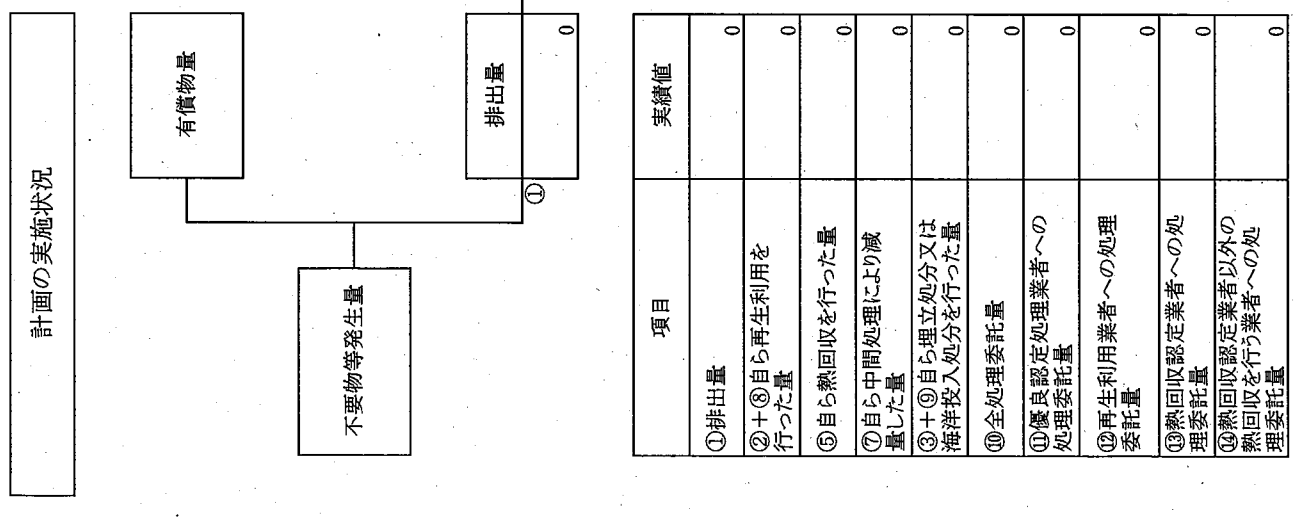 計画の実施状況
有償物量
不要物等発生量
①
排出量
0
項目 実績値
①排出量 0
②+⑧自ら再生利用を
行った量 0
⑤自ら熱回収を行った量 0
⑦自ら中間処理により減
量した量 0
③+⑨自ら埋立処分又は
海洋投入処分を行った量 0
⑩全処理委託量 0
⑪優良認定処理業者への
処理委託量 0
⑫再生利用業者への処理
委託量 0
⑬熱回収認定業者への処
理委託量 0
⑭熱回収認定業者以外の
熱回収を行う業者への処
理委託量 0